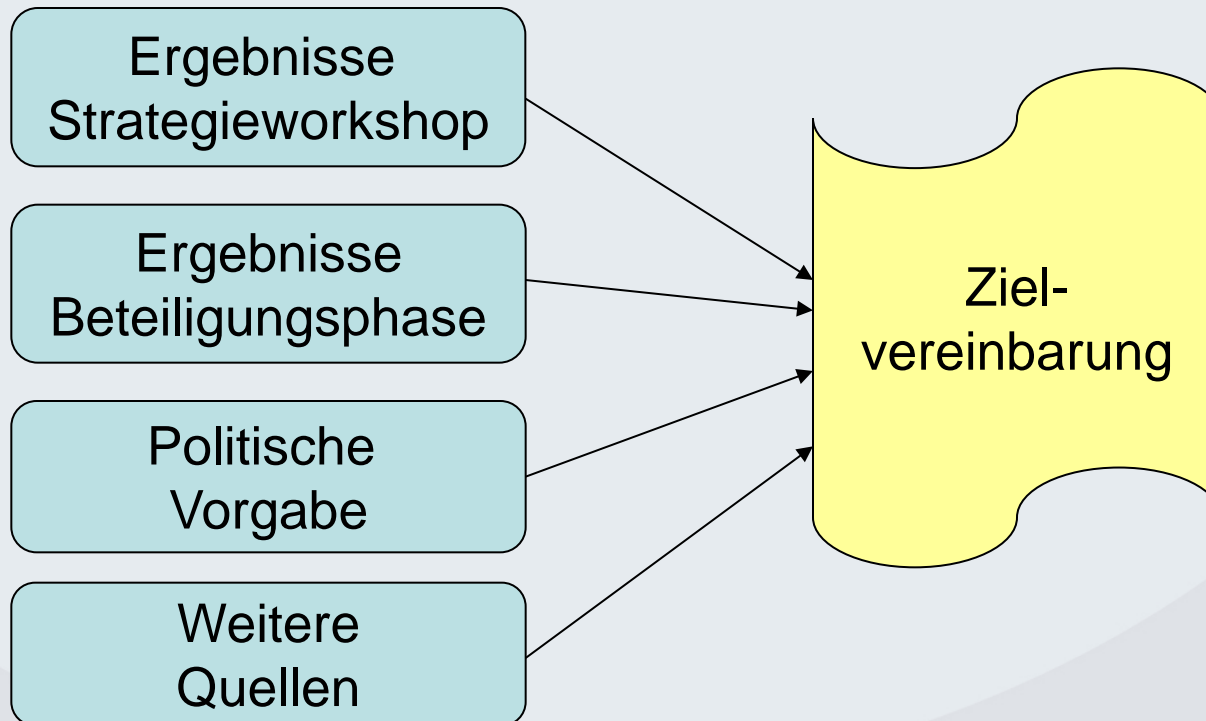 Ergebnisse
Strategieworkshop
Ergebnisse
Beteiligungsphase
Politische
Vorgabe
Weitere
Quellen
Ziel-
vereinbarung